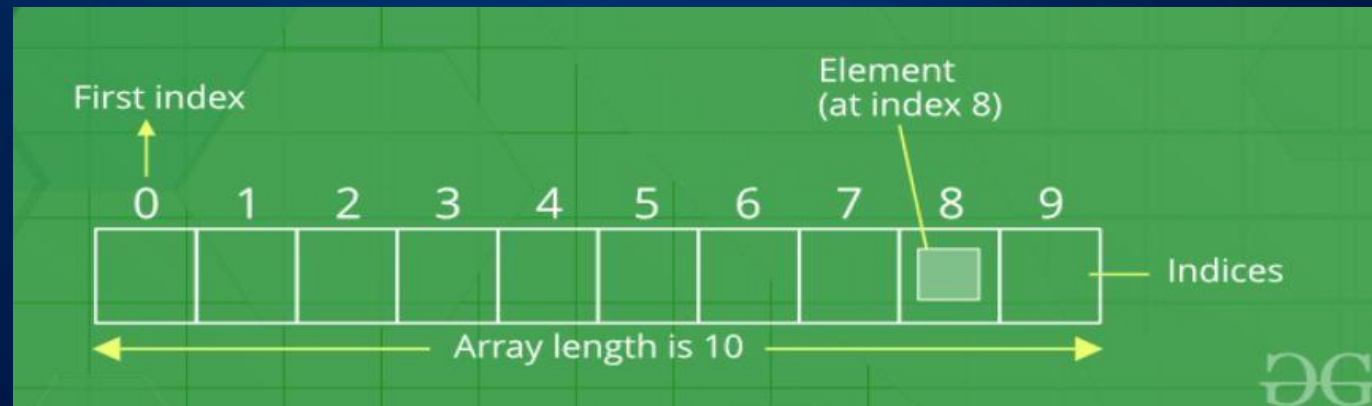 First index
Element
(at index 8)
0 1 2 3 4 5 6 7 8 9
Indices
Array length is 10